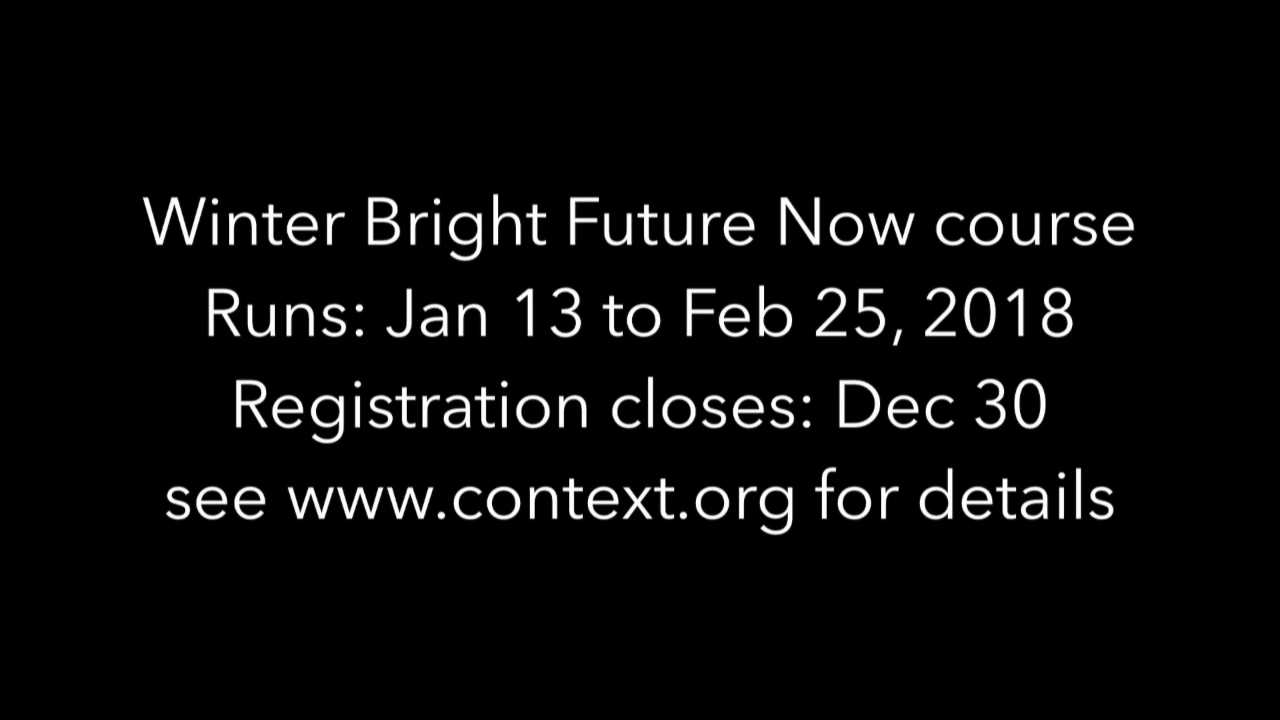 Winter Bright Future Now course
Runs: Jan 13 to Feb 25, 2018
Registration closes: Dec 30
see www.context.org for details